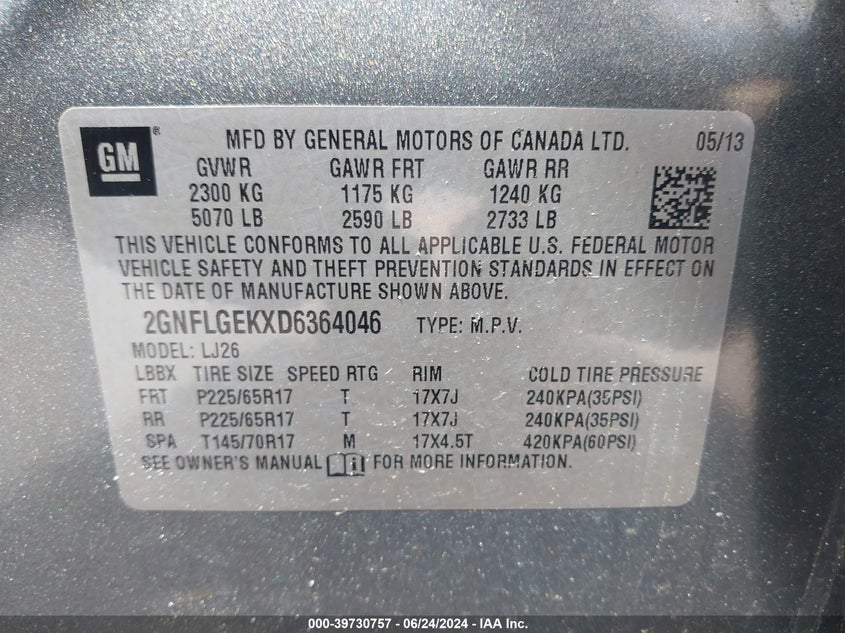 GM ® MFD BY GENERAL MOTORS OF CANADA LTD. 05/13
GVWR GAWR FRT GAWR RR
2300 KG 1175 KG 1240 KG
5070 LB 2590 LB 2733 LB
THIS VEHICLE CONFORMS TO ALL APPLICABLE U.S. FEDERAL MOTOR
VEHICLE SAFETY AND THEFT PREVENTION STANDARDS IN EFFECT ON
THE DATE OF MANUFACTURE SHOWN ABOVE.
2GNFLGEKXD6364046 TYPE: M.P.V.
MODEL: LJ26
LBBX TIRE SIZE SPEED RTG RIM COLD TIRE PRESSURE
FRT P225/65R17 T 17X7J 240KPA(35PSI)
RR P225/65R17 T 17X7J 240KPA(35PSI)
SPA T145/70R17 M 17X4.5T 420KPA(60PSI)
SEE OWNER'S MANUAL i FOR MORE INFORMATION.
000-39730757 - 06/24/2024 - IAA Inc.